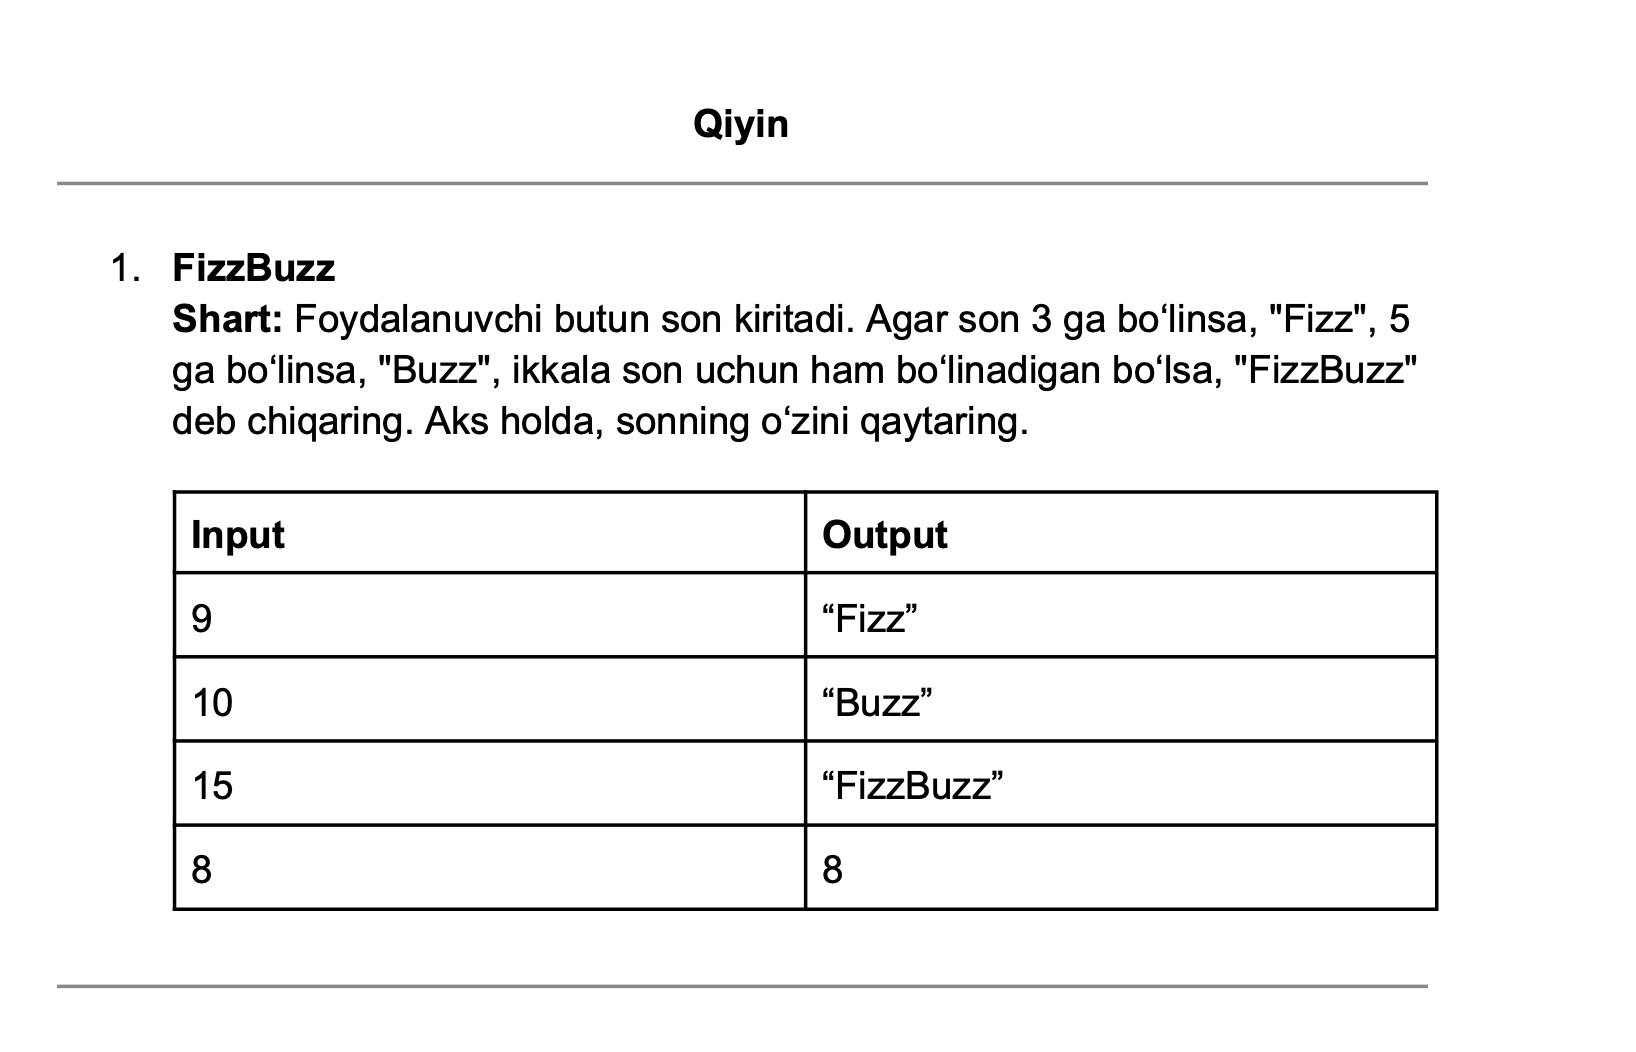 Qiyin
1. FizzBuzz
Shart: Foydalanuvchi butun son kiritadi. Agar son 3 ga bo‘linsa, "Fizz", 5
ga bo‘linsa, "Buzz", ikkala son uchun ham bo‘linadigan bo‘lsa, "FizzBuzz"
deb chiqaring. Aks holda, sonning o‘zini qaytaring.
Input Output
9 “Fizz”
10 “Buzz”
15 “FizzBuzz”
8 8